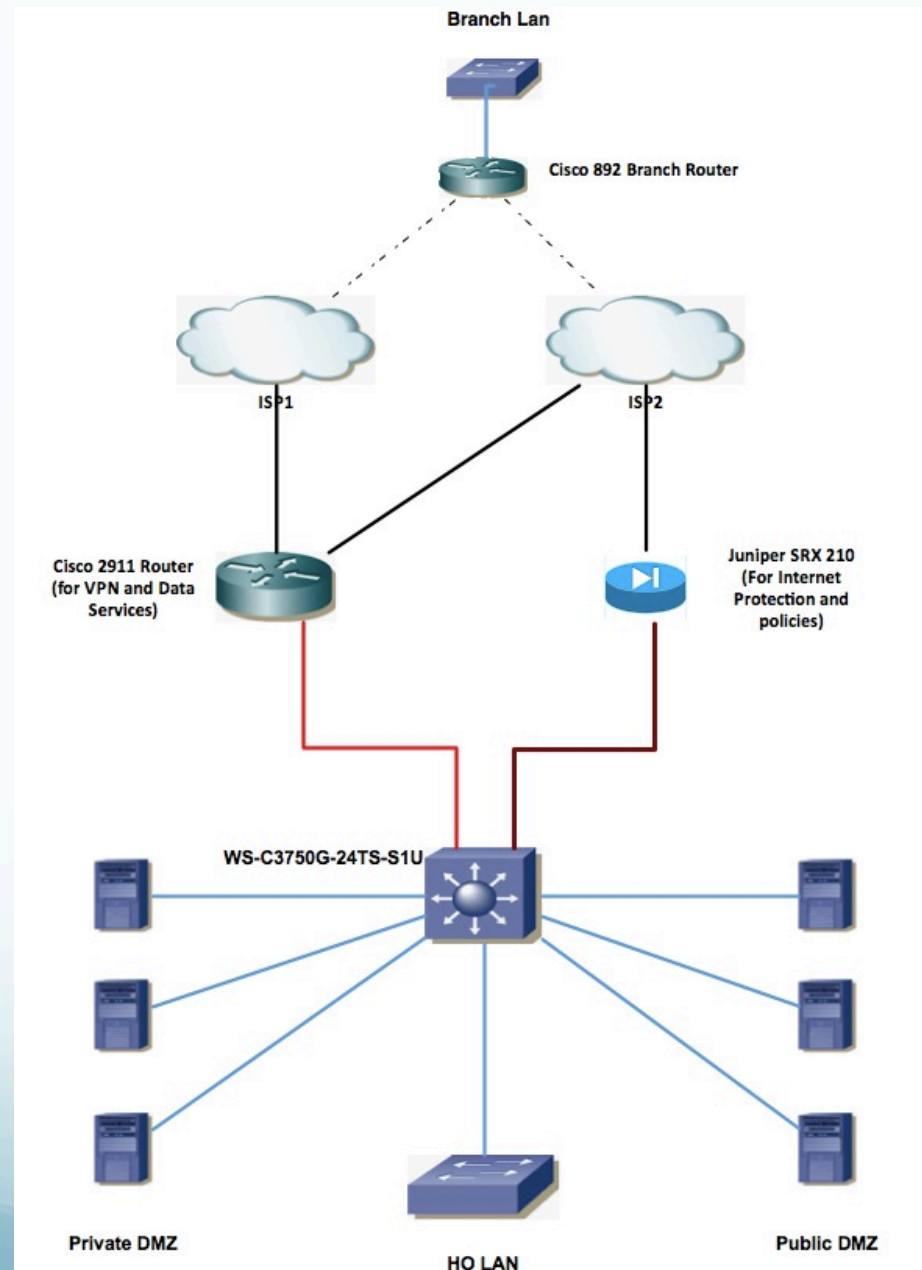 Branch Lan
Cisco 892 Branch Router
ISP1
ISP2
Cisco 2911 Router
(for VPN and Data
Services)
Juniper SRX 210
(For Internet
Protection and
policies)
WS-C3750G-24TS-S1U
Private DMZ
HO LAN
Public DMZ